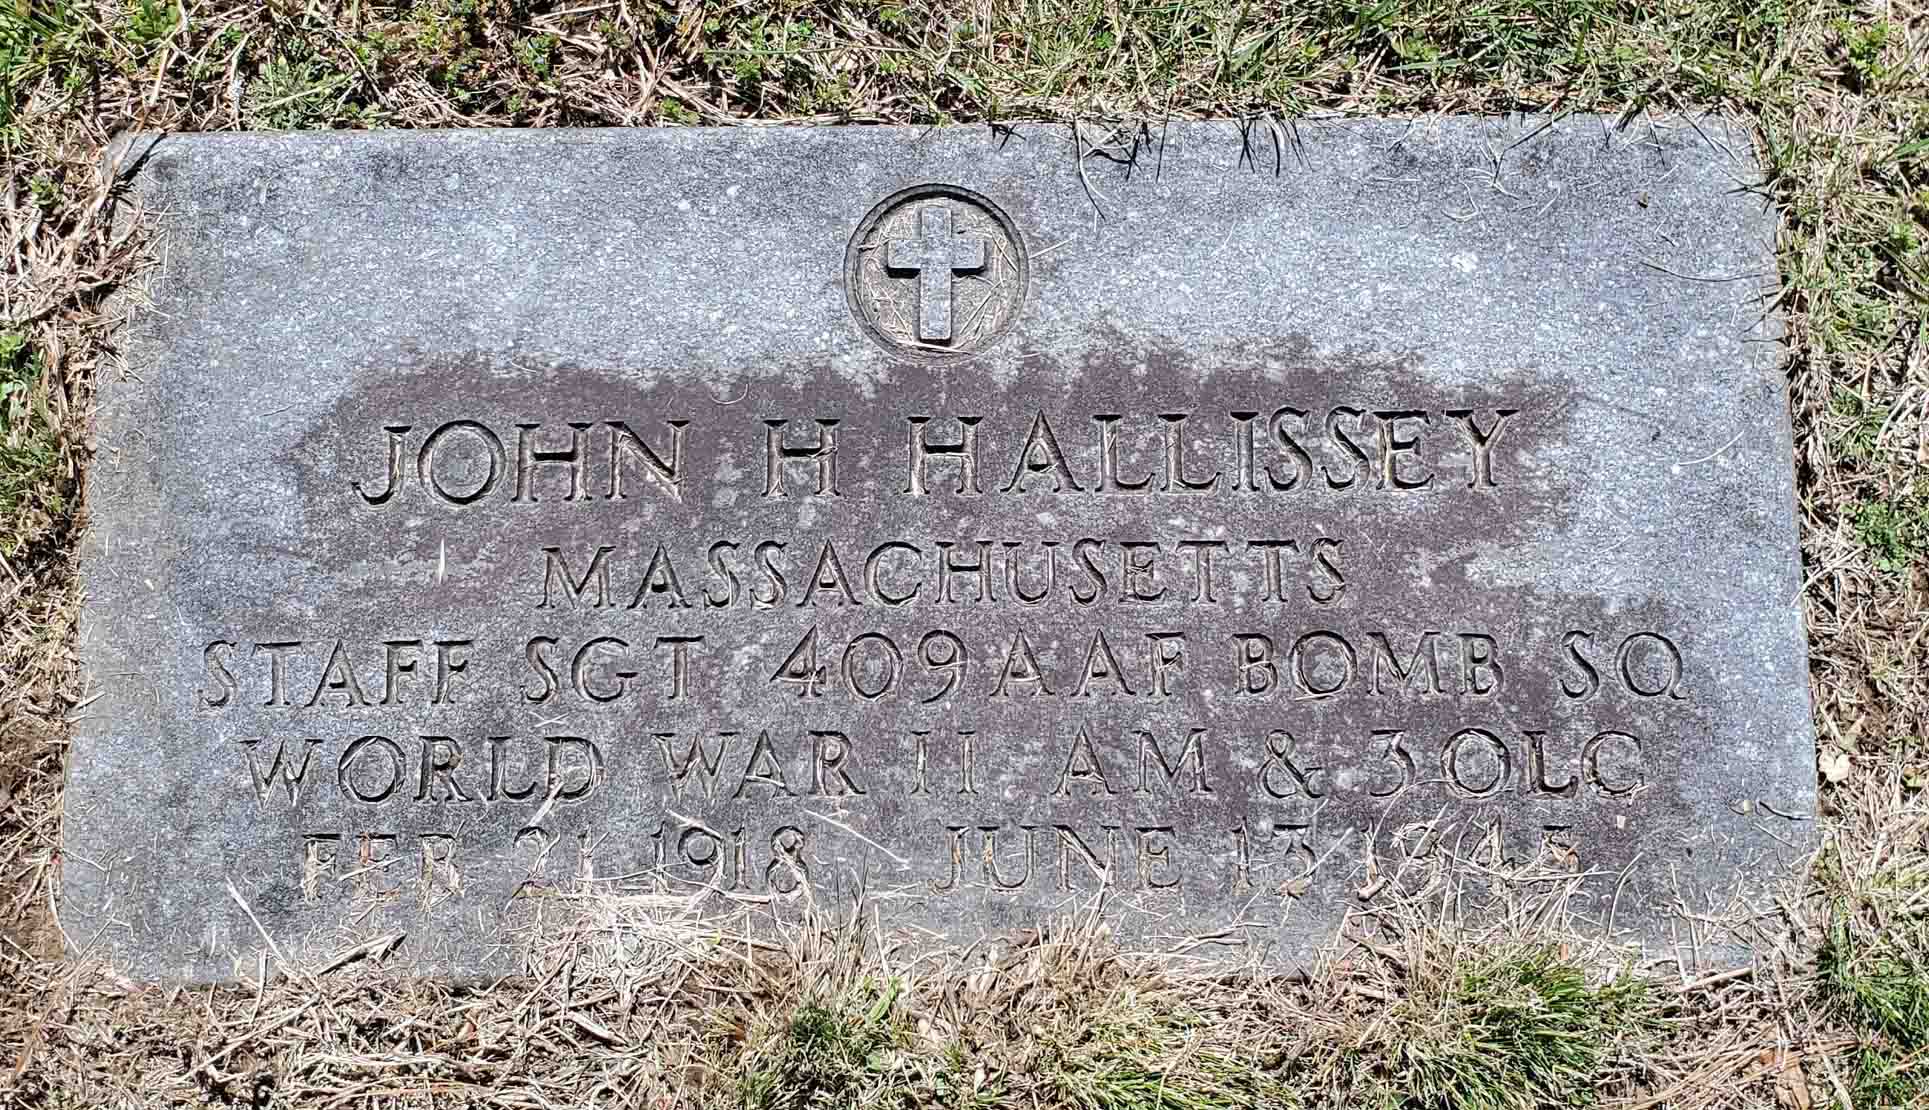 JOHN H HALLISSEY
MASSACHUSETTS
STAFF SGT 409 AAF BOMB SQ
WORLD WAR II AM & 3 OLC
FEB 21 1918 JUNE 13 1945